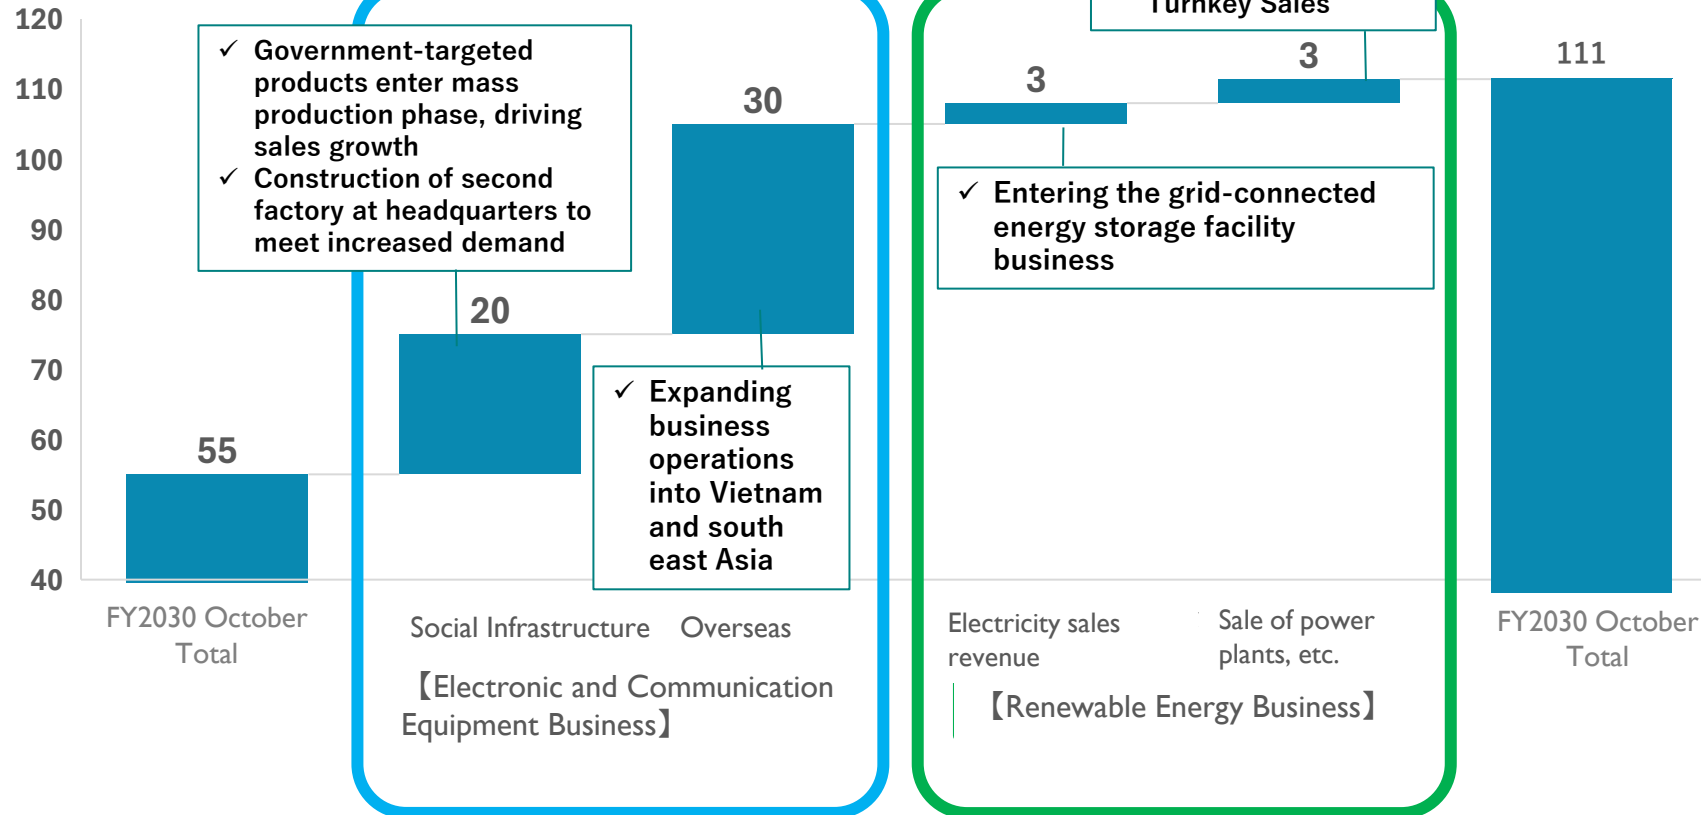 120
110
100
90
80
70
60
50
40
✓ Government-targeted
products enter mass
production phase, driving
sales growth
✓ Construction of second
factory at headquarters to
meet increased demand
Turnkey Sales
55
20
30
3
3
111
✓ Expanding
business
operations
into Vietnam
and south
east Asia
✓ Entering the grid-connected
energy storage facility
business
FY2030 October
Total
Social Infrastructure
Overseas
Electricity sales
revenue
Sale of power
plants, etc.
FY2030 October
Total
【Electronic and Communication
Equipment Business】
【Renewable Energy Business】